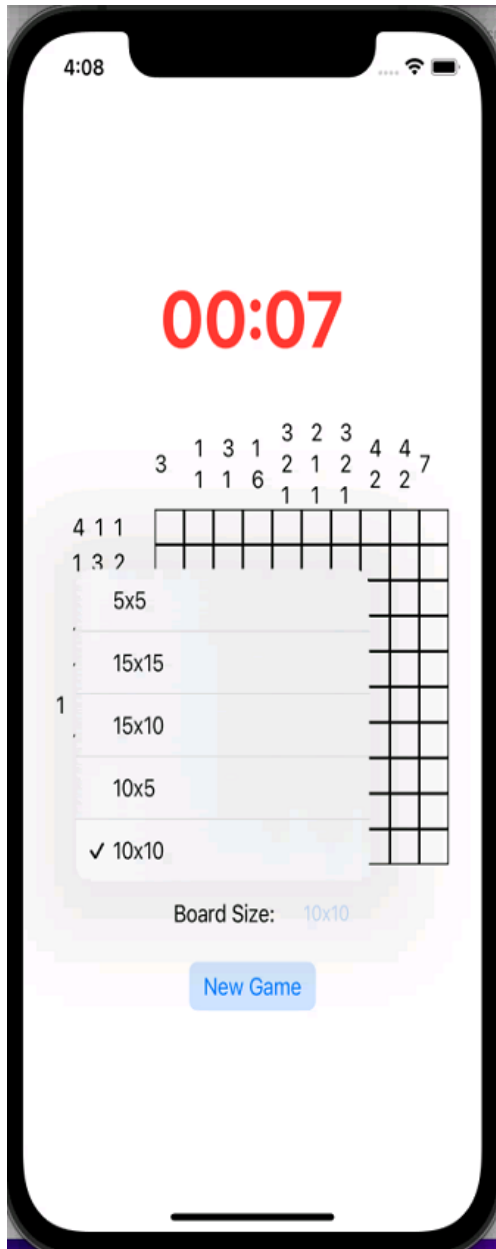 4:08
00:07
3 2 3
1 3 1 2 1 2 4 4
3 1 1 6 1 1 1 2 2 7
4 1 1
1 3 2
5x5
15x15
1
15x10
10x5
✓ 10x10
Board Size: 10x10
New Game